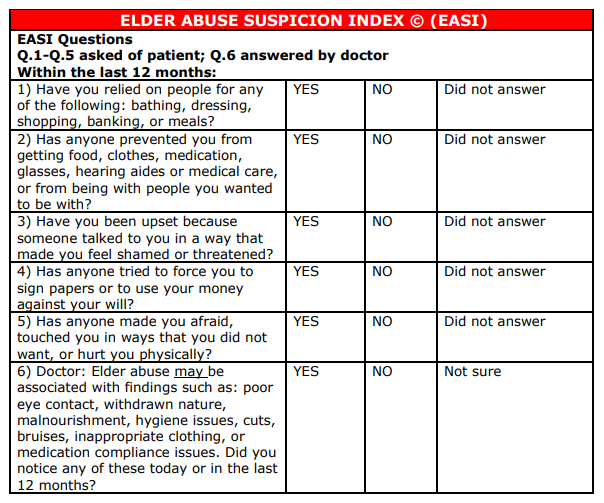 ELDER ABUSE SUSPICION INDEX © (EASI)
EASI Questions
Q.1-Q.5 asked of patient; Q.6 answered by doctor
Within the last 12 months:
1) Have you relied on people for any
of the following: bathing, dressing,
shopping, banking, or meals?
YES
NO
Did not answer
2) Has anyone prevented you from
getting food, clothes, medication,
glasses, hearing aides or medical care,
or from being with people you wanted
to be with?
YES
NO
Did not answer
3) Have you been upset because
someone talked to you in a way that
made you feel shamed or threatened?
YES
NO
Did not answer
4) Has anyone tried to force you to
sign papers or to use your money
against your will?
YES
NO
Did not answer
5) Has anyone made you afraid,
touched you in ways that you did not
want, or hurt you physically?
YES
NO
Did not answer
6) Doctor: Elder abuse may be
associated with findings such as: poor
eye contact, withdrawn nature,
malnourishment, hygiene issues, cuts,
bruises, inappropriate clothing, or
medication compliance issues. Did you
notice any of these today or in the last
12 months?
YES
NO
Not sure